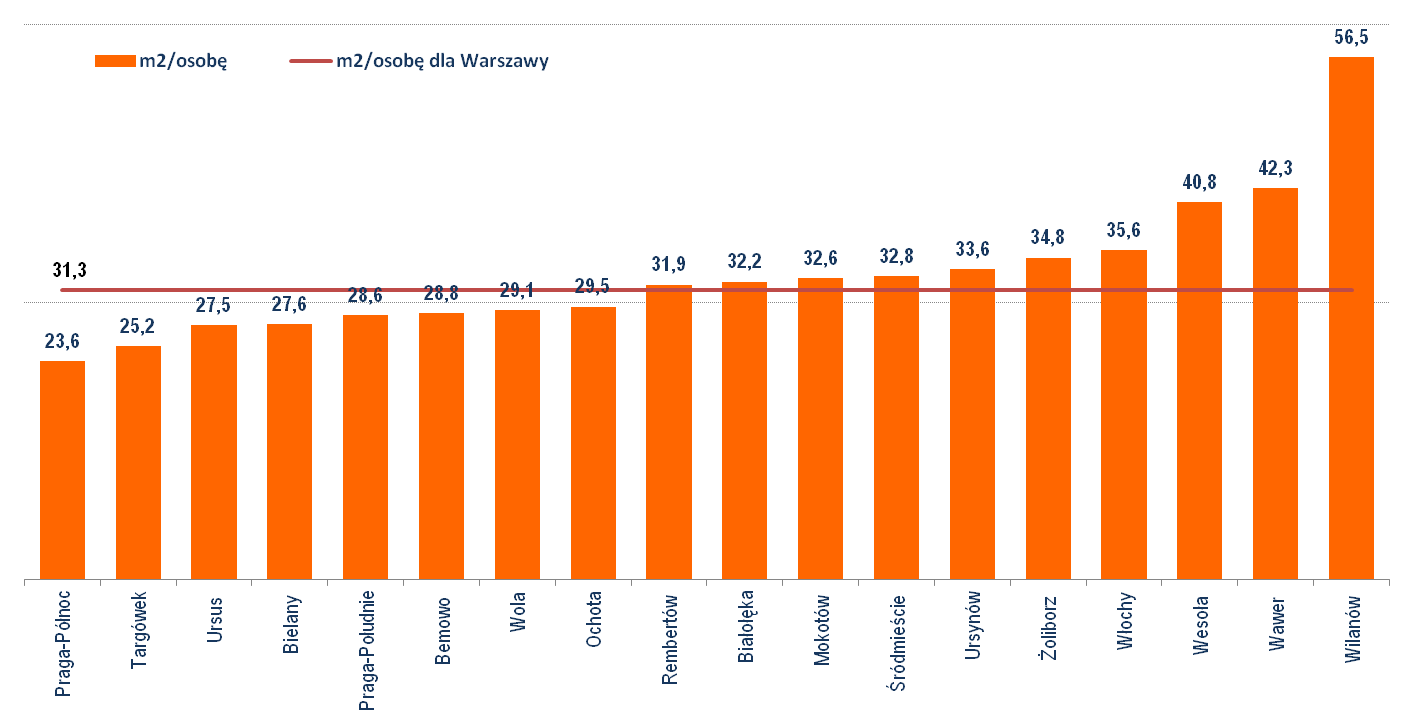 m2/osobę
m2/osobę dla Warszawy
31,3
23,6
25,2
27,5
27,6
28,6
28,8
29,1
29,5
31,9
32,2
32,6
32,8
33,6
34,8
35,6
40,8
42,3
56,5
Praga-Północ
Targówek
Ursus
Bielany
Praga-Południe
Bemowo
Wola
Ochota
Rembertów
Białołęka
Mokotów
Śródmieście
Ursynów
Żoliborz
Włochy
Wesoła
Wawer
Wilanów